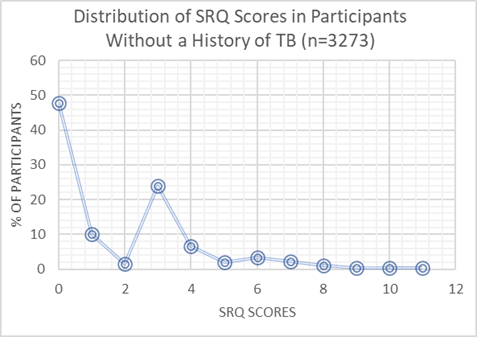 Distribution of SRQ Scores in Participants
Without a History of TB (n=3273)
60
50
40
30
20
10
0
% OF PARTICIPANTS
0 2 4 6 8 10 12
SRQ SCORES